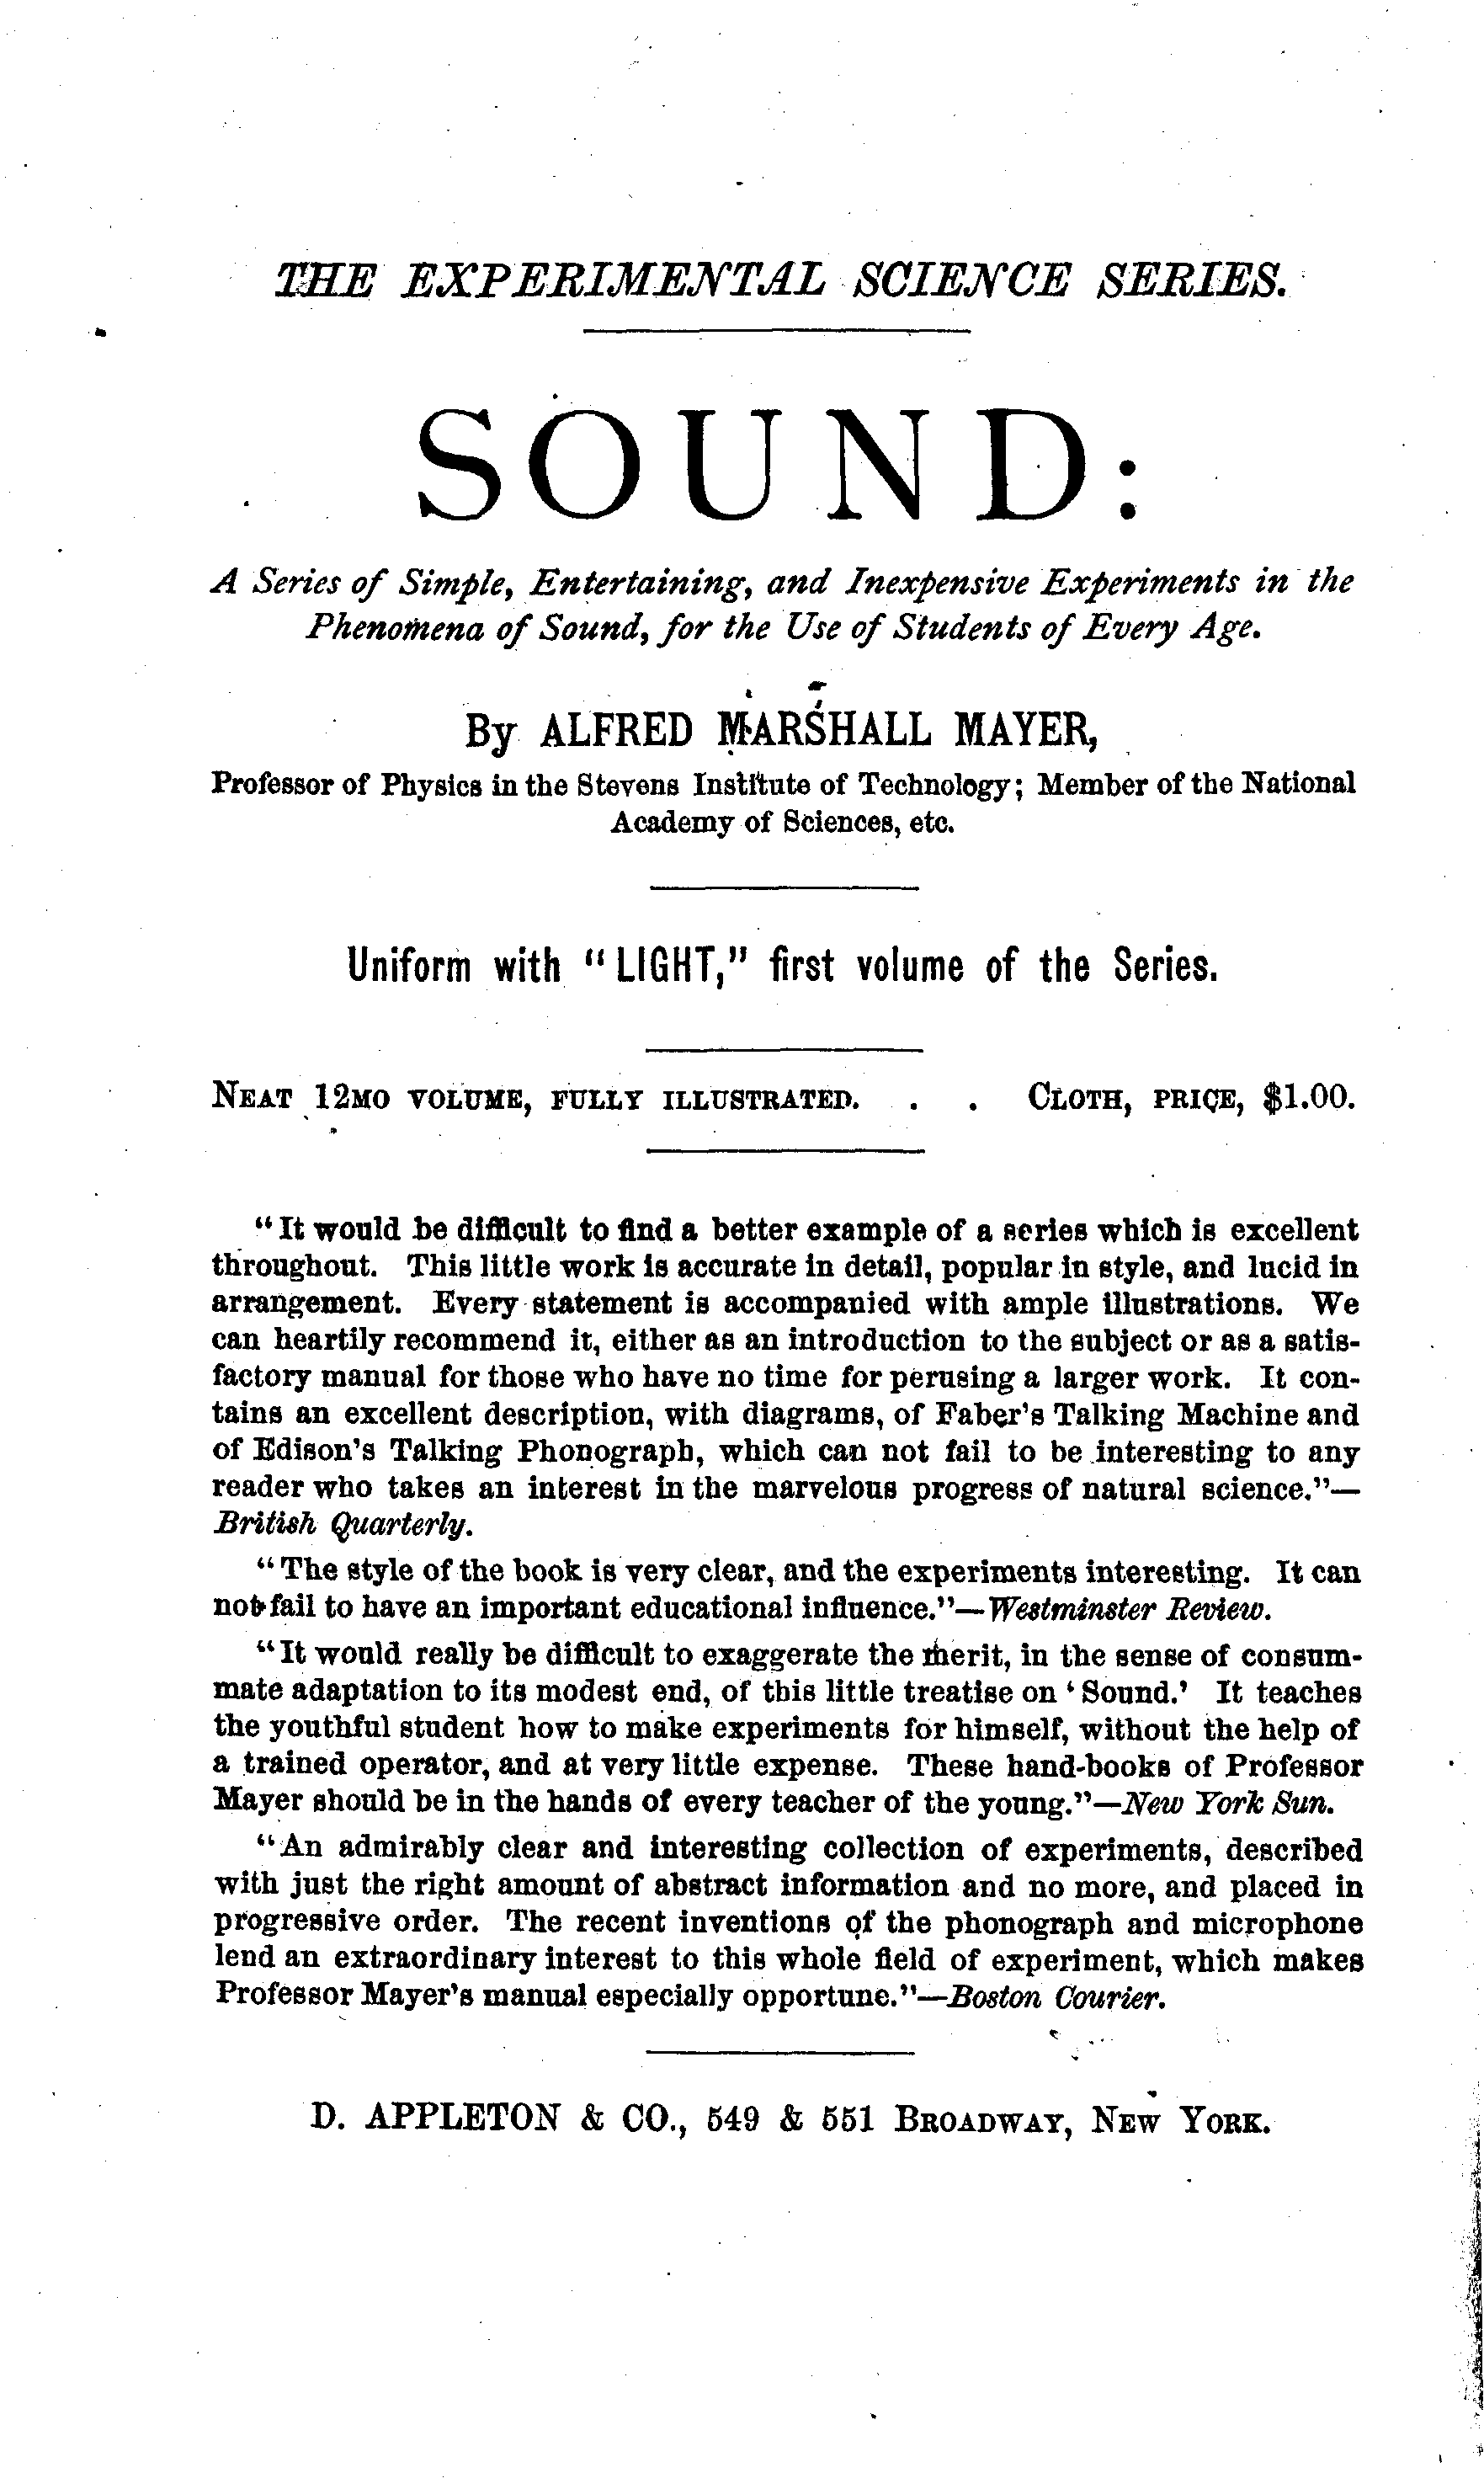 THE EXPERIMENTAL SCIENCE SERIES.
SOUND:
A Series of Simple, Entertaining, and Inexpensive Experiments in the
Phenomena of Sound, for the Use of Students of Every Age.
By ALFRED MARSHALL MAYER,
Professor of Physics in the Stevens Institute of Technology; Member of the National
Academy of Sciences, etc.
Uniform with "LIGHT," first volume of the Series.
NEAT 12MO VOLUME, FULLY ILLUSTRATED. . . CLOTH, PRICE, $1.00.
"It would be difficult to find a better example of a series which is excellent
throughout. This little work is accurate in detail, popular in style, and lucid in
arrangement. Every statement is accompanied with ample illustrations. We
can heartily recommend it, either as an introduction to the subject or as a satis-
factory manual for those who have no time for perusing a larger work. It con-
tains an excellent description, with diagrams, of Faber's Talking Machine and
of Edison's Talking Phonograph, which can not fail to be interesting to any
reader who takes an interest in the marvelous progress of natural science."—
British Quarterly.
"The style of the book is very clear, and the experiments interesting. It can
not fail to have an important educational influence."—Westminster Review.
"It would really be difficult to exaggerate the merit, in the sense of consum-
mate adaptation to its modest end, of this little treatise on 'Sound.' It teaches
the youthful student how to make experiments for himself, without the help of
a trained operator, and at very little expense. These hand-books of Professor
Mayer should be in the hands of every teacher of the young."—New York Sun.
"An admirably clear and interesting collection of experiments, described
with just the right amount of abstract information and no more, and placed in
progressive order. The recent inventions of the phonograph and microphone
lend an extraordinary interest to this whole field of experiment, which makes
Professor Mayer's manual especially opportune."—Boston Courier.
D. APPLETON & CO., 549 & 551 BROADWAY, NEW YORK.